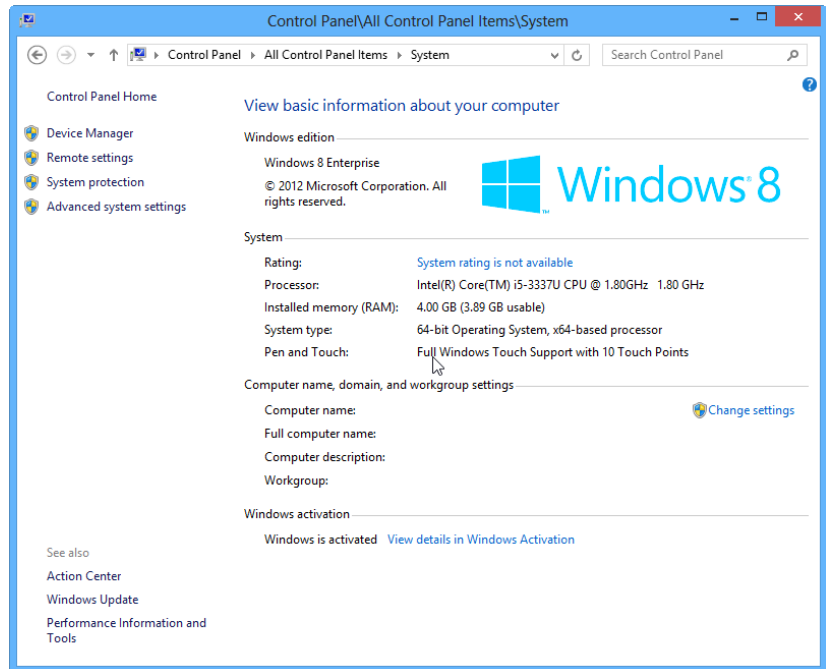 Control Panel\All Control Panel Items\System
Control Panel All Control Panel Items System
Search Control Panel
?
Control Panel Home
Device Manager
Remote settings
System protection
Advanced system settings
View basic information about your computer
Windows edition
Windows 8 Enterprise
© 2012 Microsoft Corporation. All
rights reserved.
Windows 8
TM
System
Rating: System rating is not available
Processor: Intel(R) Core(TM) i5-3337U CPU @ 1.80GHz 1.80 GHz
Installed memory (RAM): 4.00 GB (3.89 GB usable)
System type: 64-bit Operating System, x64-based processor
Pen and Touch: Full Windows Touch Support with 10 Touch Points
Computer name, domain, and workgroup settings
Computer name: Change settings
Full computer name:
Computer description:
Workgroup:
Windows activation
Windows is activated View details in Windows Activation
See also
Action Center
Windows Update
Performance Information and
Tools